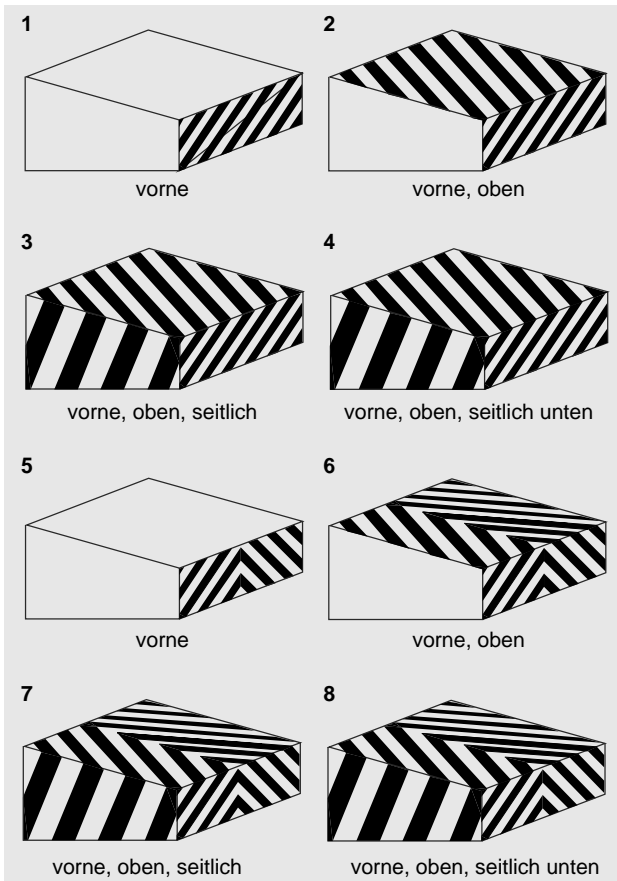 1
2
vorne
vorne, oben
3
4
vorne, oben, seitlich
vorne, oben, seitlich unten
5
6
vorne
vorne, oben
7
8
vorne, oben, seitlich
vorne, oben, seitlich unten